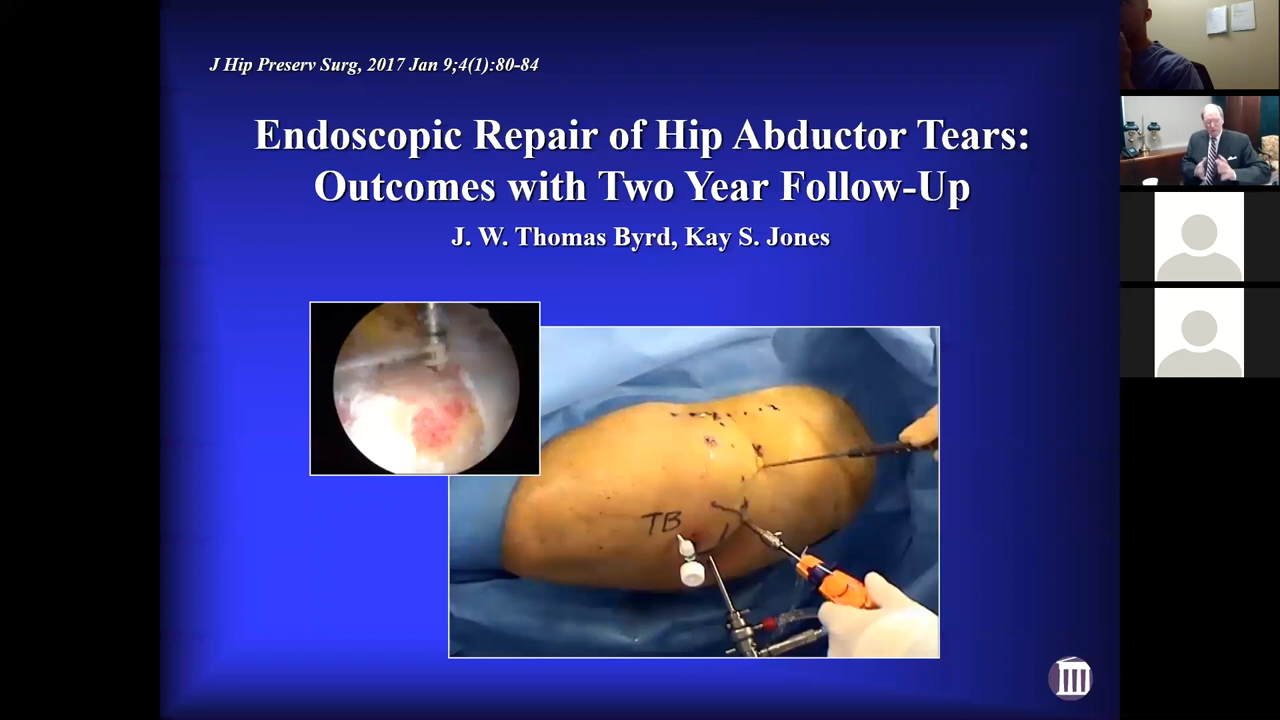 J Hip Preserv Surg, 2017 Jan 9;4(1):80-84
Endoscopic Repair of Hip Abductor Tears:
Outcomes with Two Year Follow-Up
J. W. Thomas Byrd, Kay S. Jones
TB